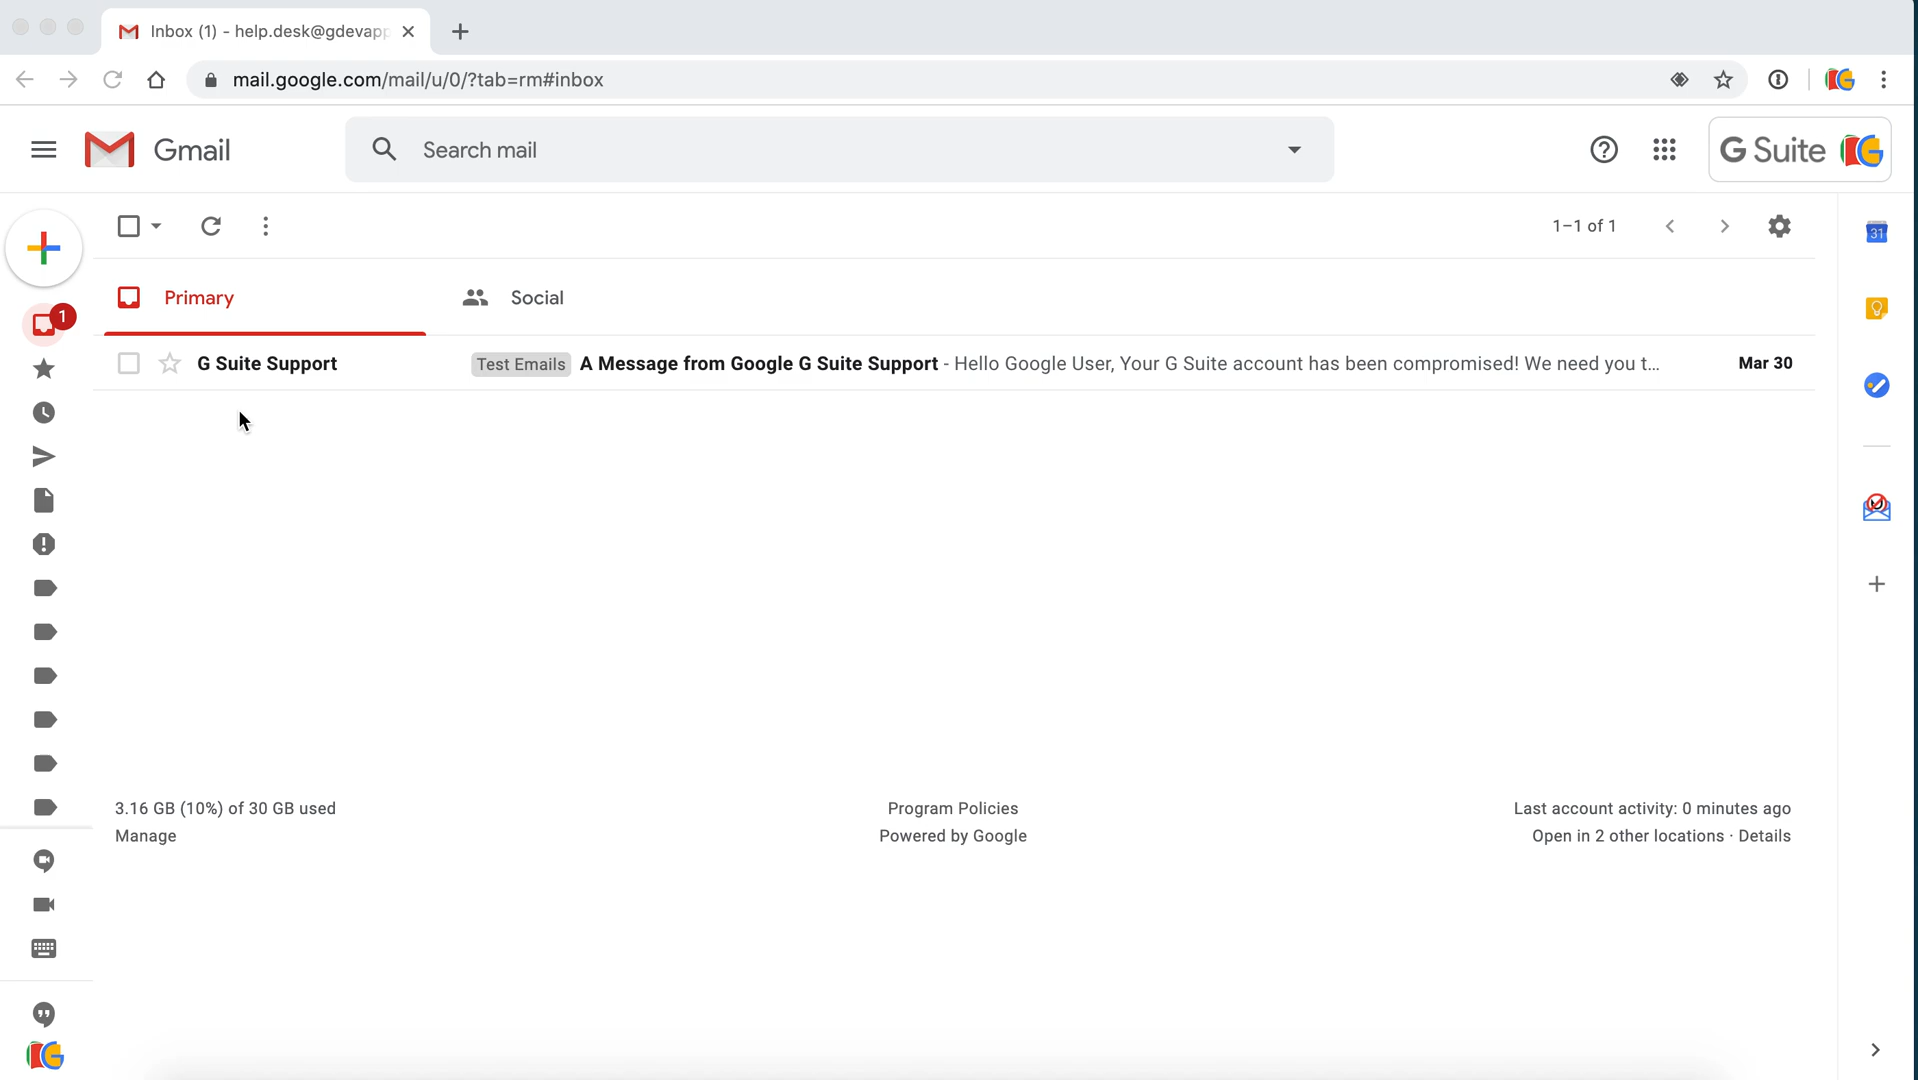 Inbox (1) - help.desk@gdevapp
mail.google.com/mail/u/0/?tab=rm#inbox
Gmail
Search mail
G Suite
1–1 of 1
31
Primary
Social
1
G Suite Support
Test Emails
A Message from Google G Suite Support - Hello Google User, Your G Suite account has been compromised! We need you t...
Mar 30
3.16 GB (10%) of 30 GB used
Manage
Program Policies
Powered by Google
Last account activity: 0 minutes ago
Open in 2 other locations · Details